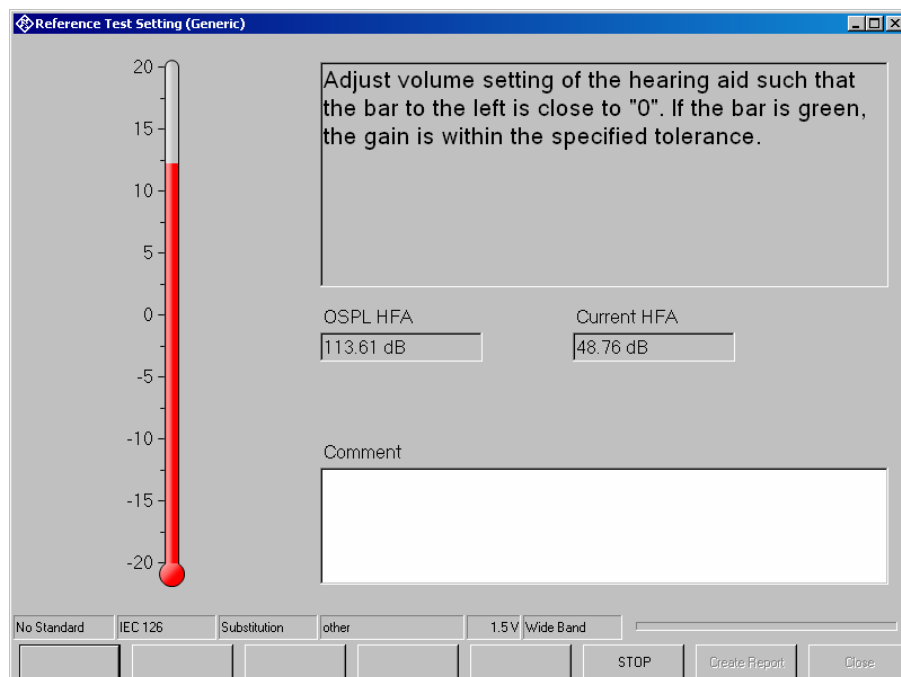 Reference Test Setting (Generic)
20
15
10
5
0
-5
-10
-15
-20
Adjust volume setting of the hearing aid such that
the bar to the left is close to "0". If the bar is green,
the gain is within the specified tolerance.
OSPL HFA
Current HFA
113.61 dB
48.76 dB
Comment
No Standard
IEC 126
Substitution
other
1.5 V
Wide Band
STOP
Create Report
Close